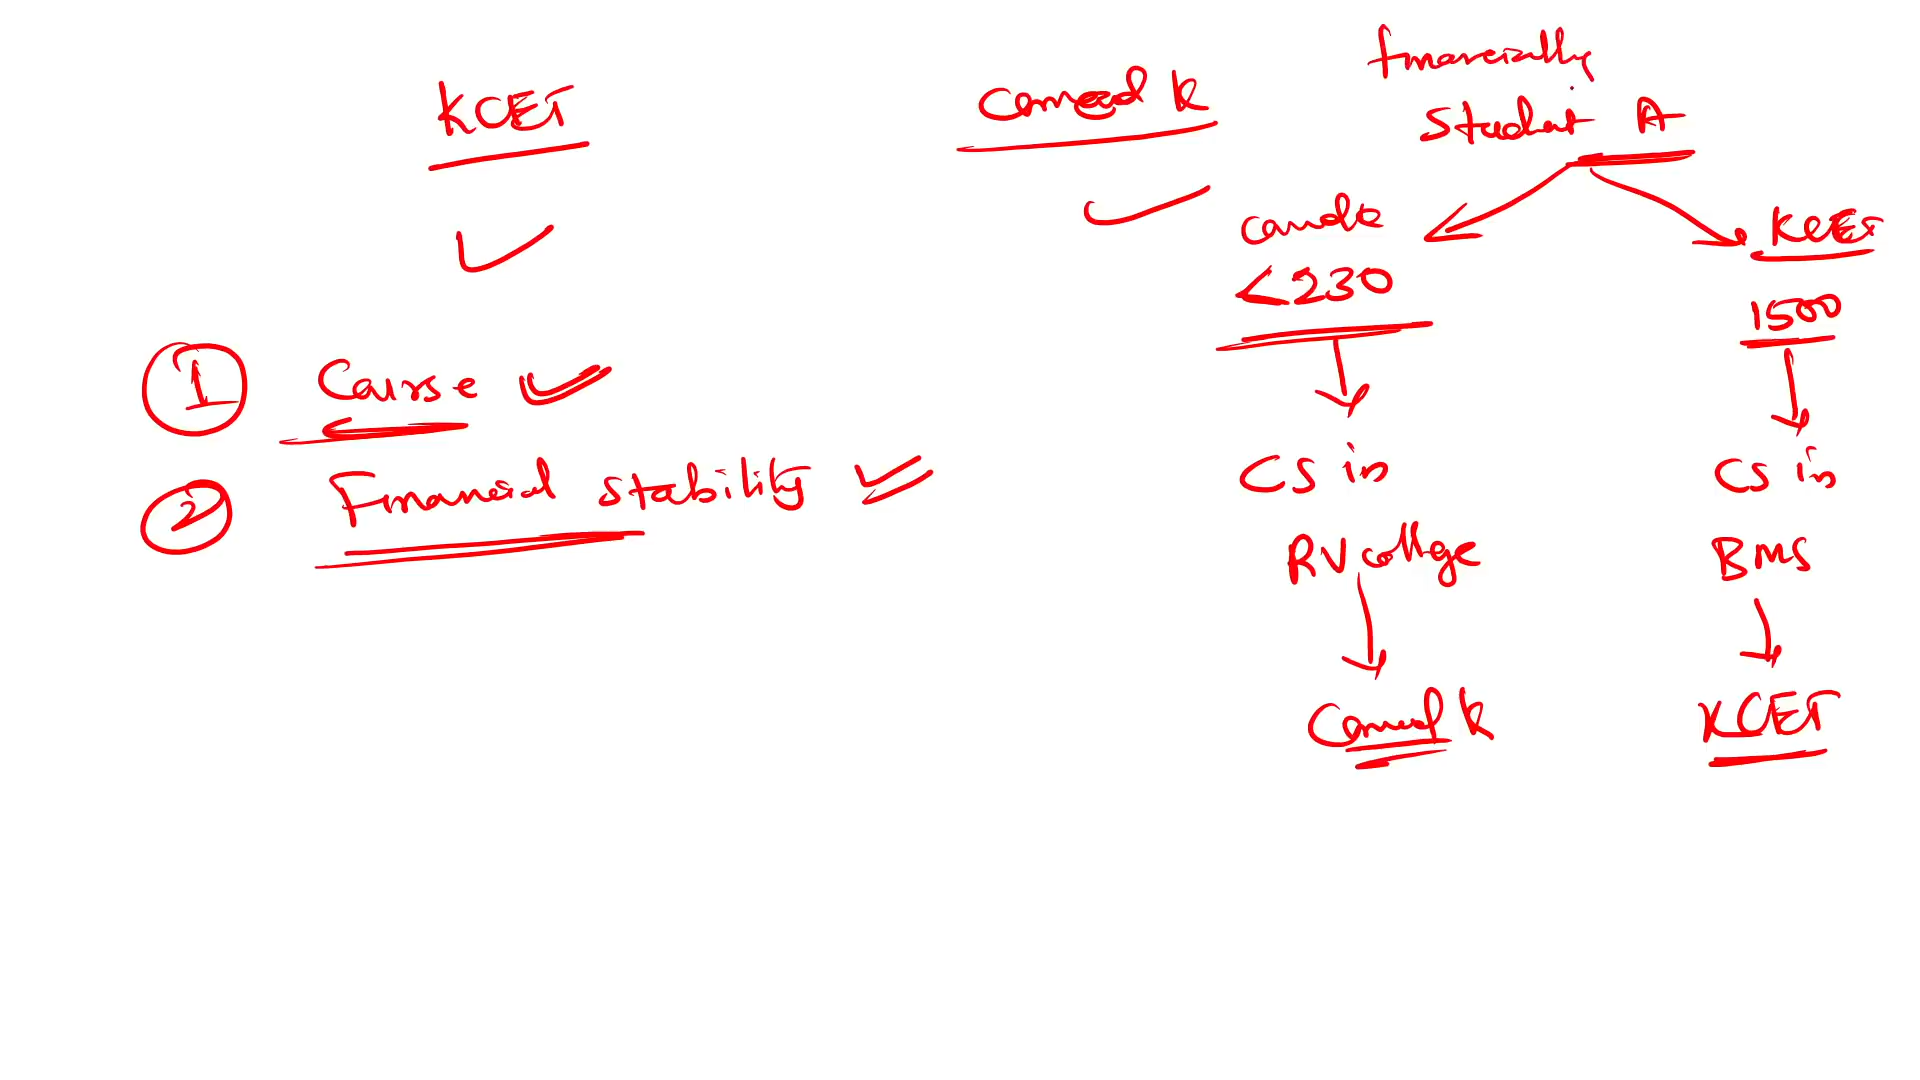 KCET
Comedk
financially
Student A
comedk
KCET
<230
1500
1 Course
2 Financial stability
CS in
RV college
Comedk
CS in
BMS
KCET